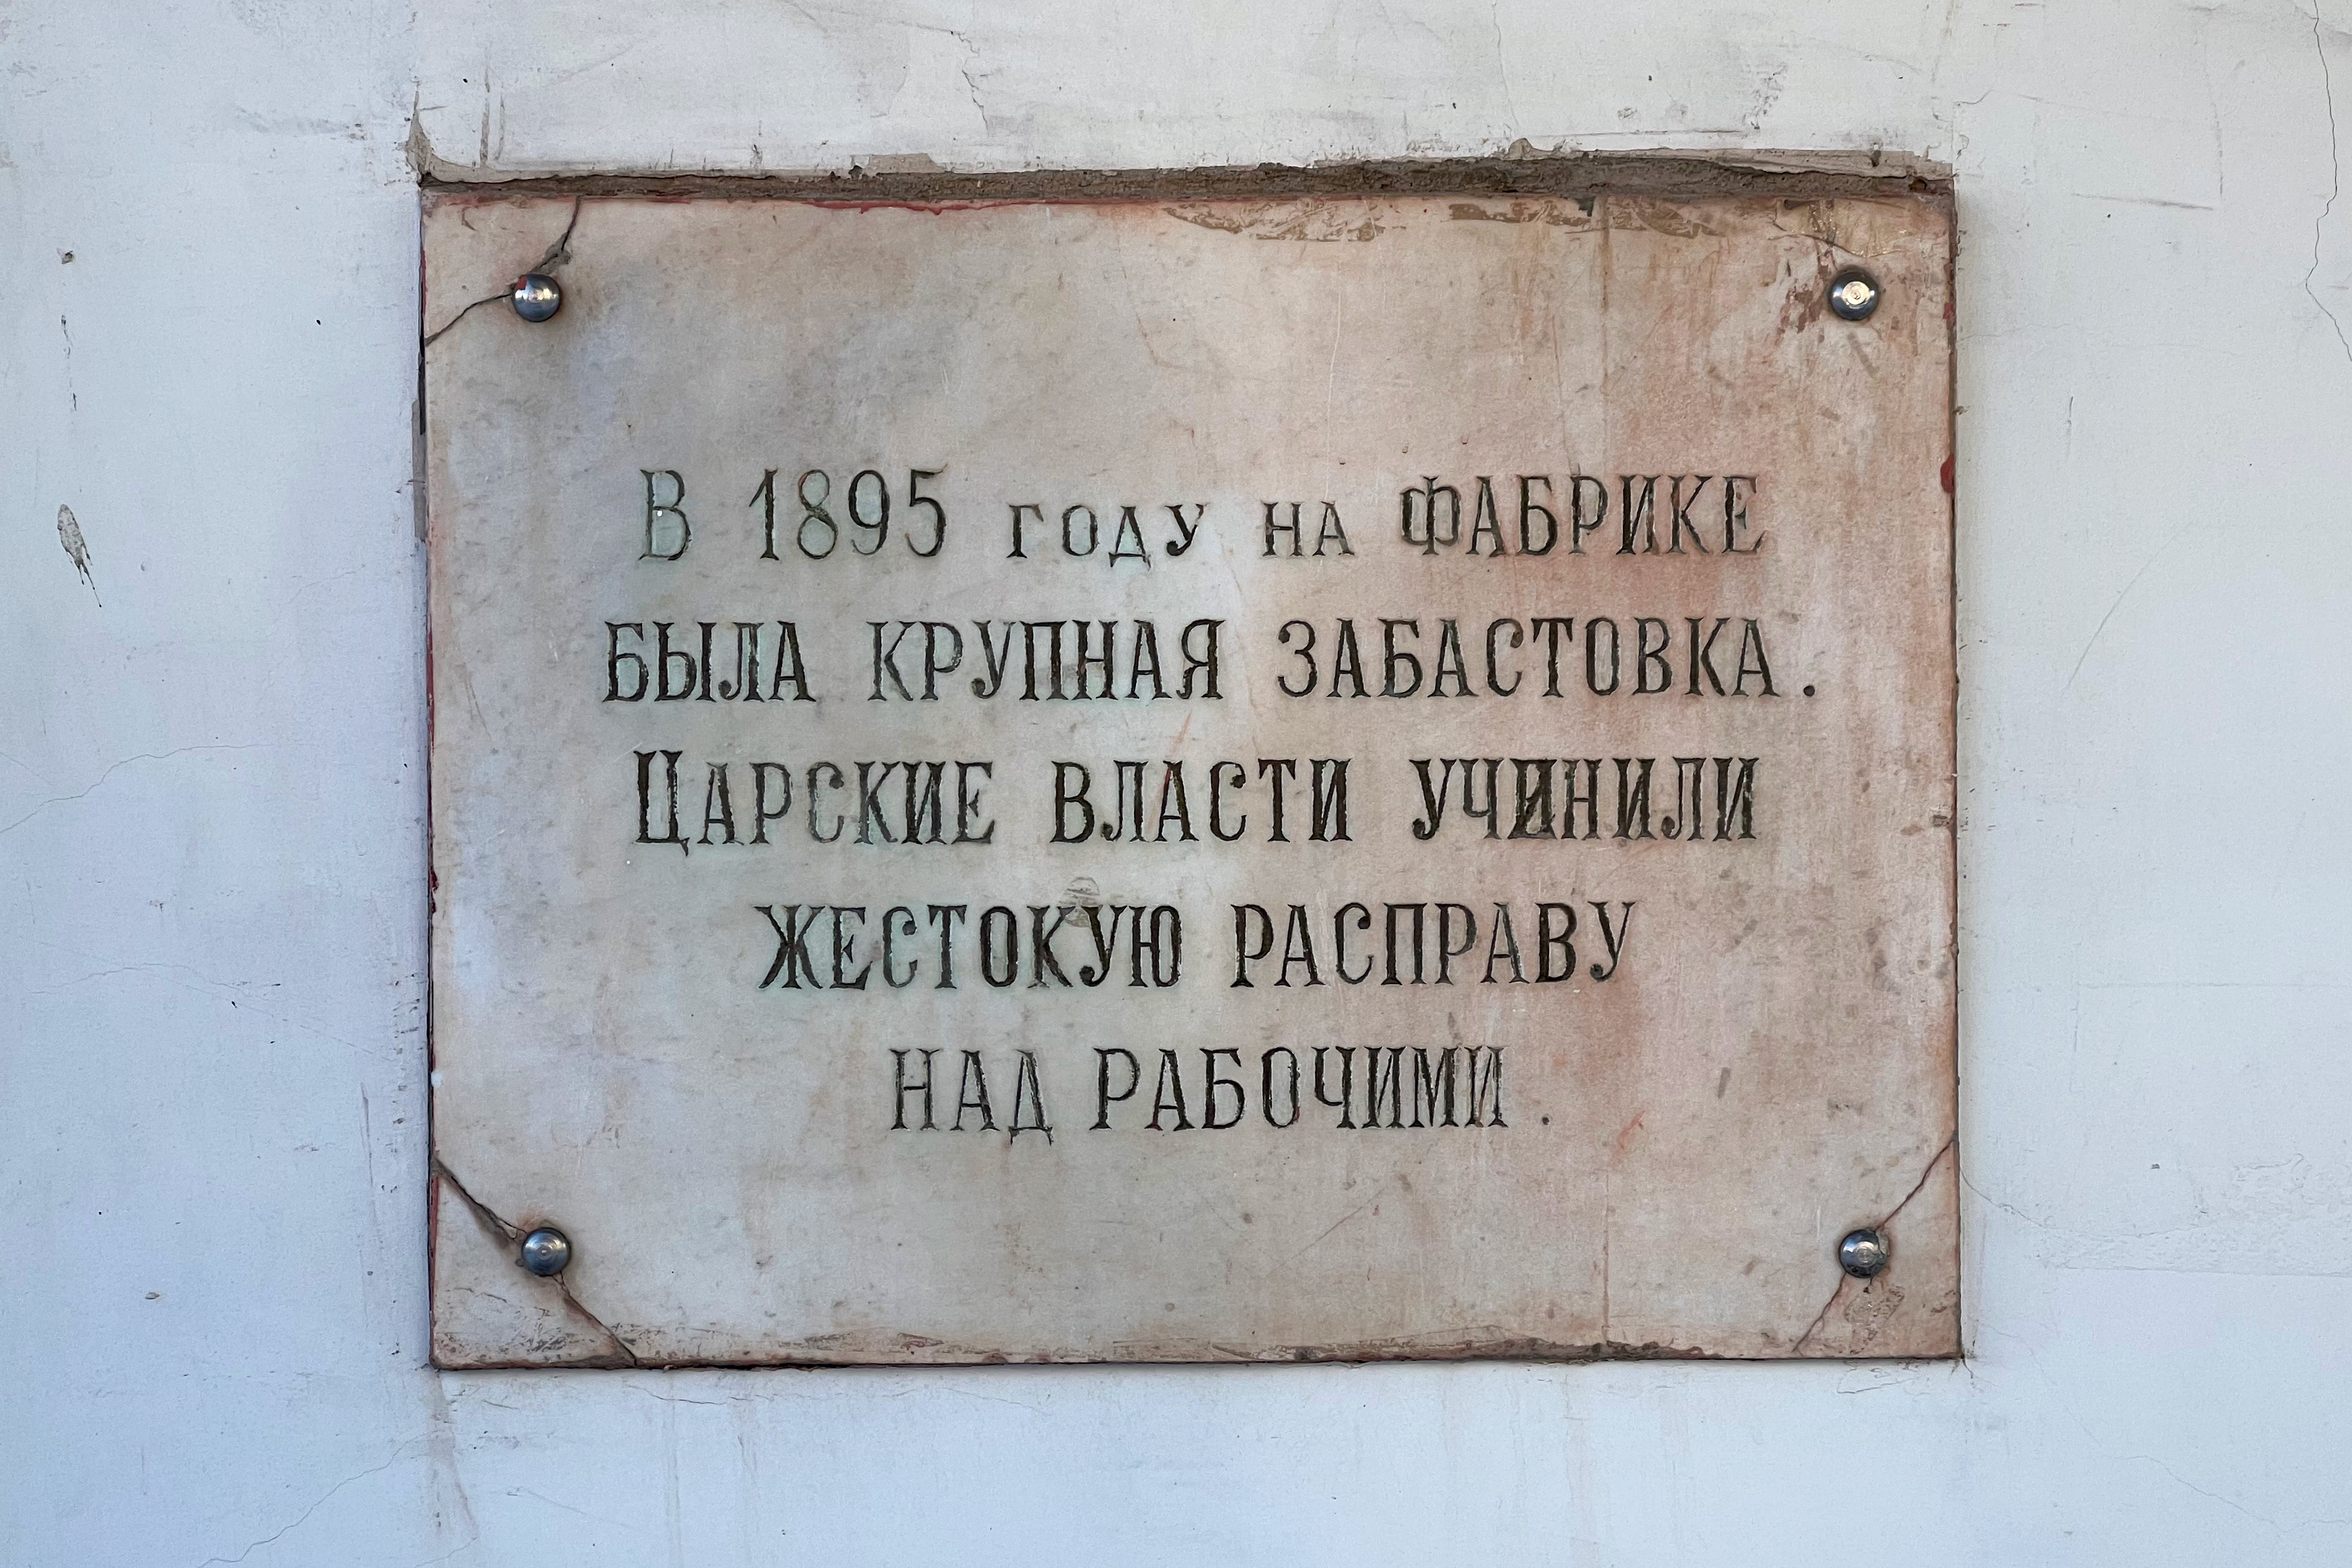 В 1895 году на ФАБРИКЕ
БЫЛА КРУПНАЯ ЗАБАСТОВКА.
ЦАРСКИЕ ВЛАСТИ УЧИНИЛИ
ЖЕСТОКУЮ РАСПРАВУ
НАД РАБОЧИМИ.